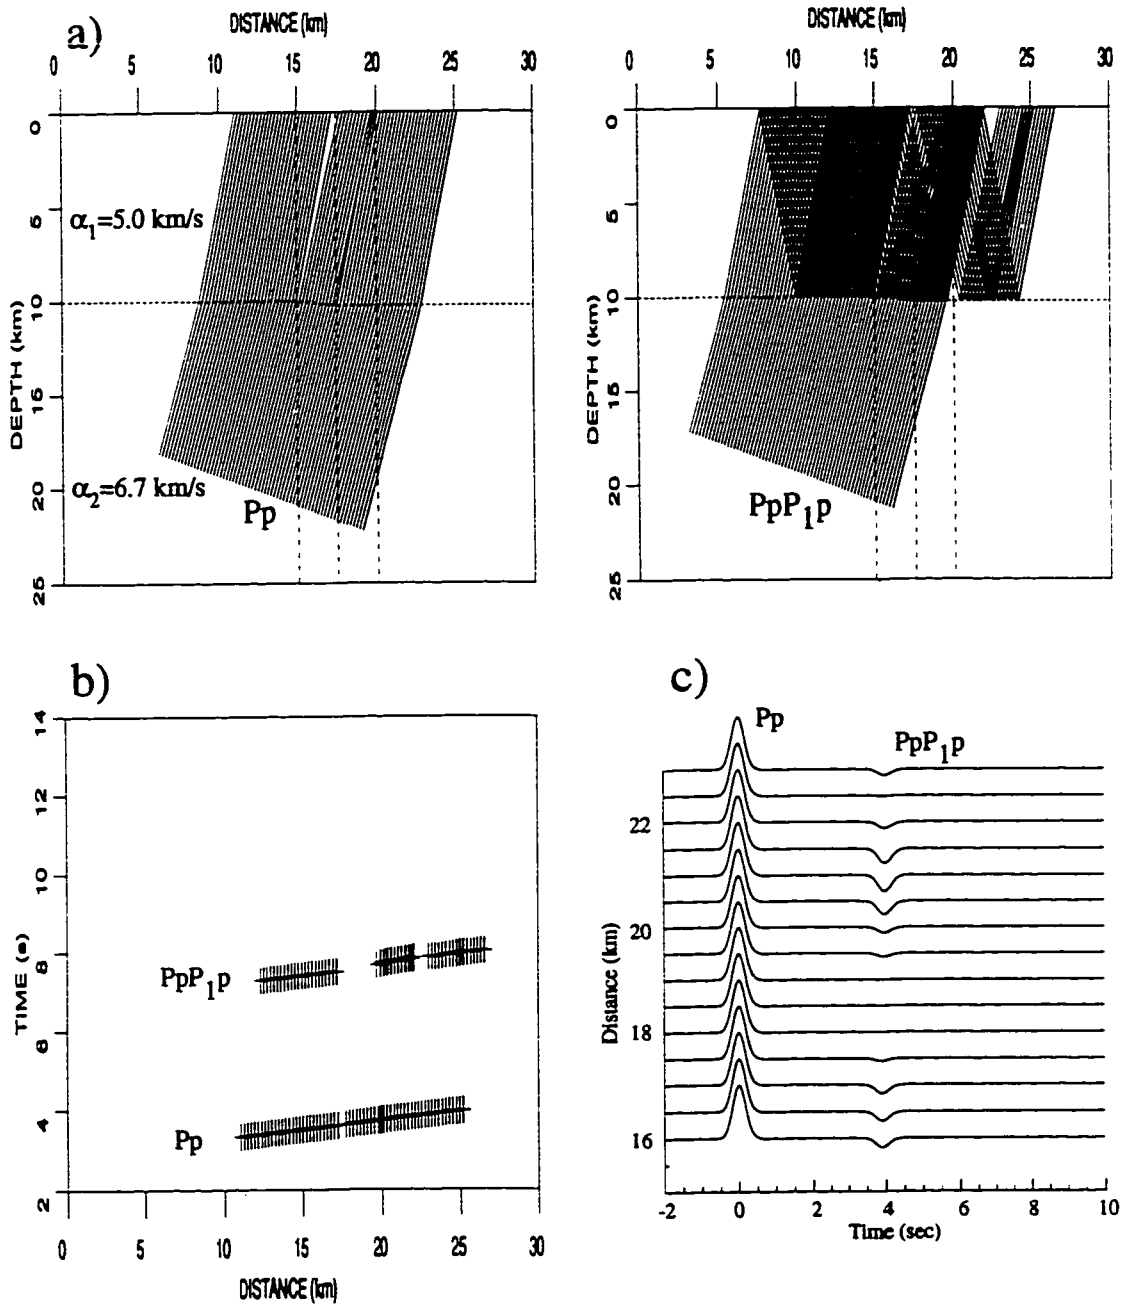 a)
DISTANCE (km)
0 5 10 15 20 25 30
0
5
10
15
20
25
DEPTH (km)
α1=5.0 km/s
α2=6.7 km/s
Pp
DISTANCE (km)
0 5 10 15 20 25 30
0
5
10
15
20
25
DEPTH (km)
PpP1p
b)
14
12
10
8
6
4
2
TIME (s)
PpP1p
Pp
0 5 10 15 20 25 30
DISTANCE (km)
c)
Pp
PpP1p
22
20
18
16
Distance (km)
-2 0 2 4 6 8 10
Time (sec)